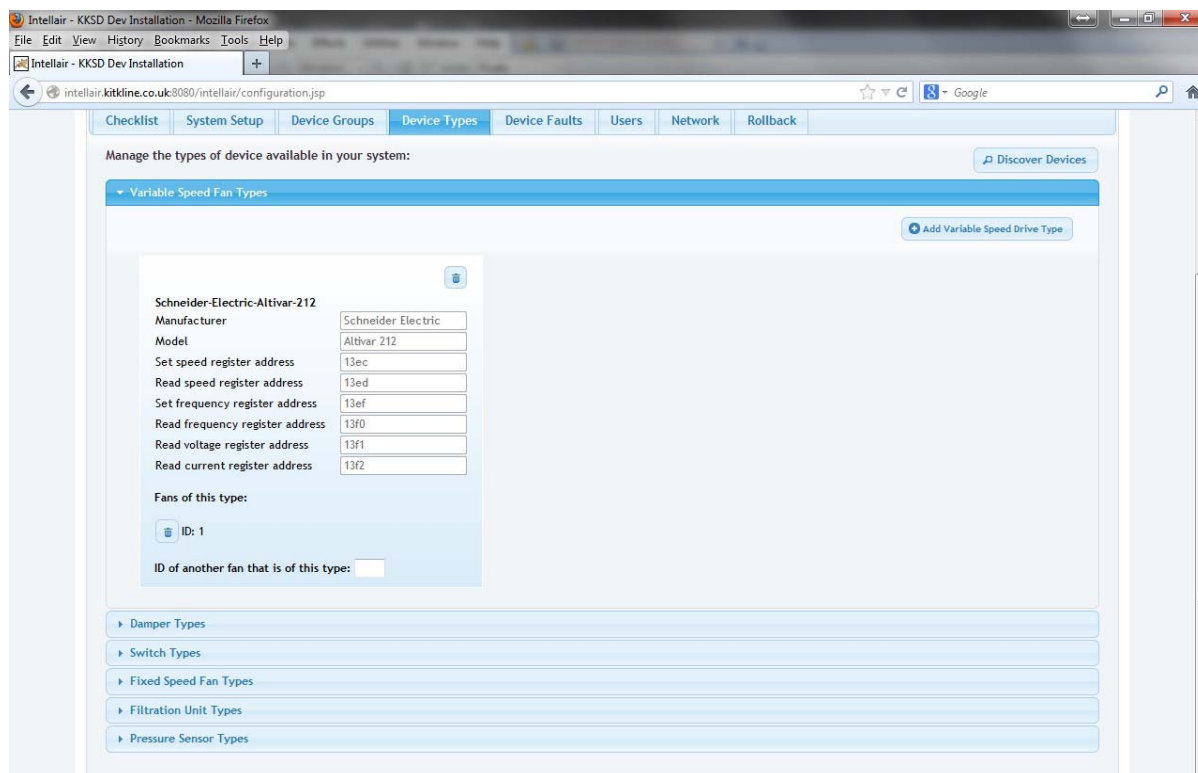 Intellair - KKSD Dev Installation - Mozilla Firefox
File Edit View History Bookmarks Tools Help
Intellair - KKSD Dev Installation
intellair.kitkline.co.uk:8080/intellair/configuration.jsp Google
Checklist System Setup Device Groups Device Types Device Faults Users Network Rollback
Manage the types of device available in your system:
Discover Devices
Variable Speed Fan Types
Add Variable Speed Drive Type
Schneider-Electric-Altivar-212
Manufacturer Schneider Electric
Model Altivar 212
Set speed register address 13ec
Read speed register address 13ed
Set frequency register address 13ef
Read frequency register address 13f0
Read voltage register address 13f1
Read current register address 13f2
Fans of this type:
ID: 1
ID of another fan that is of this type:
Damper Types
Switch Types
Fixed Speed Fan Types
Filtration Unit Types
Pressure Sensor Types